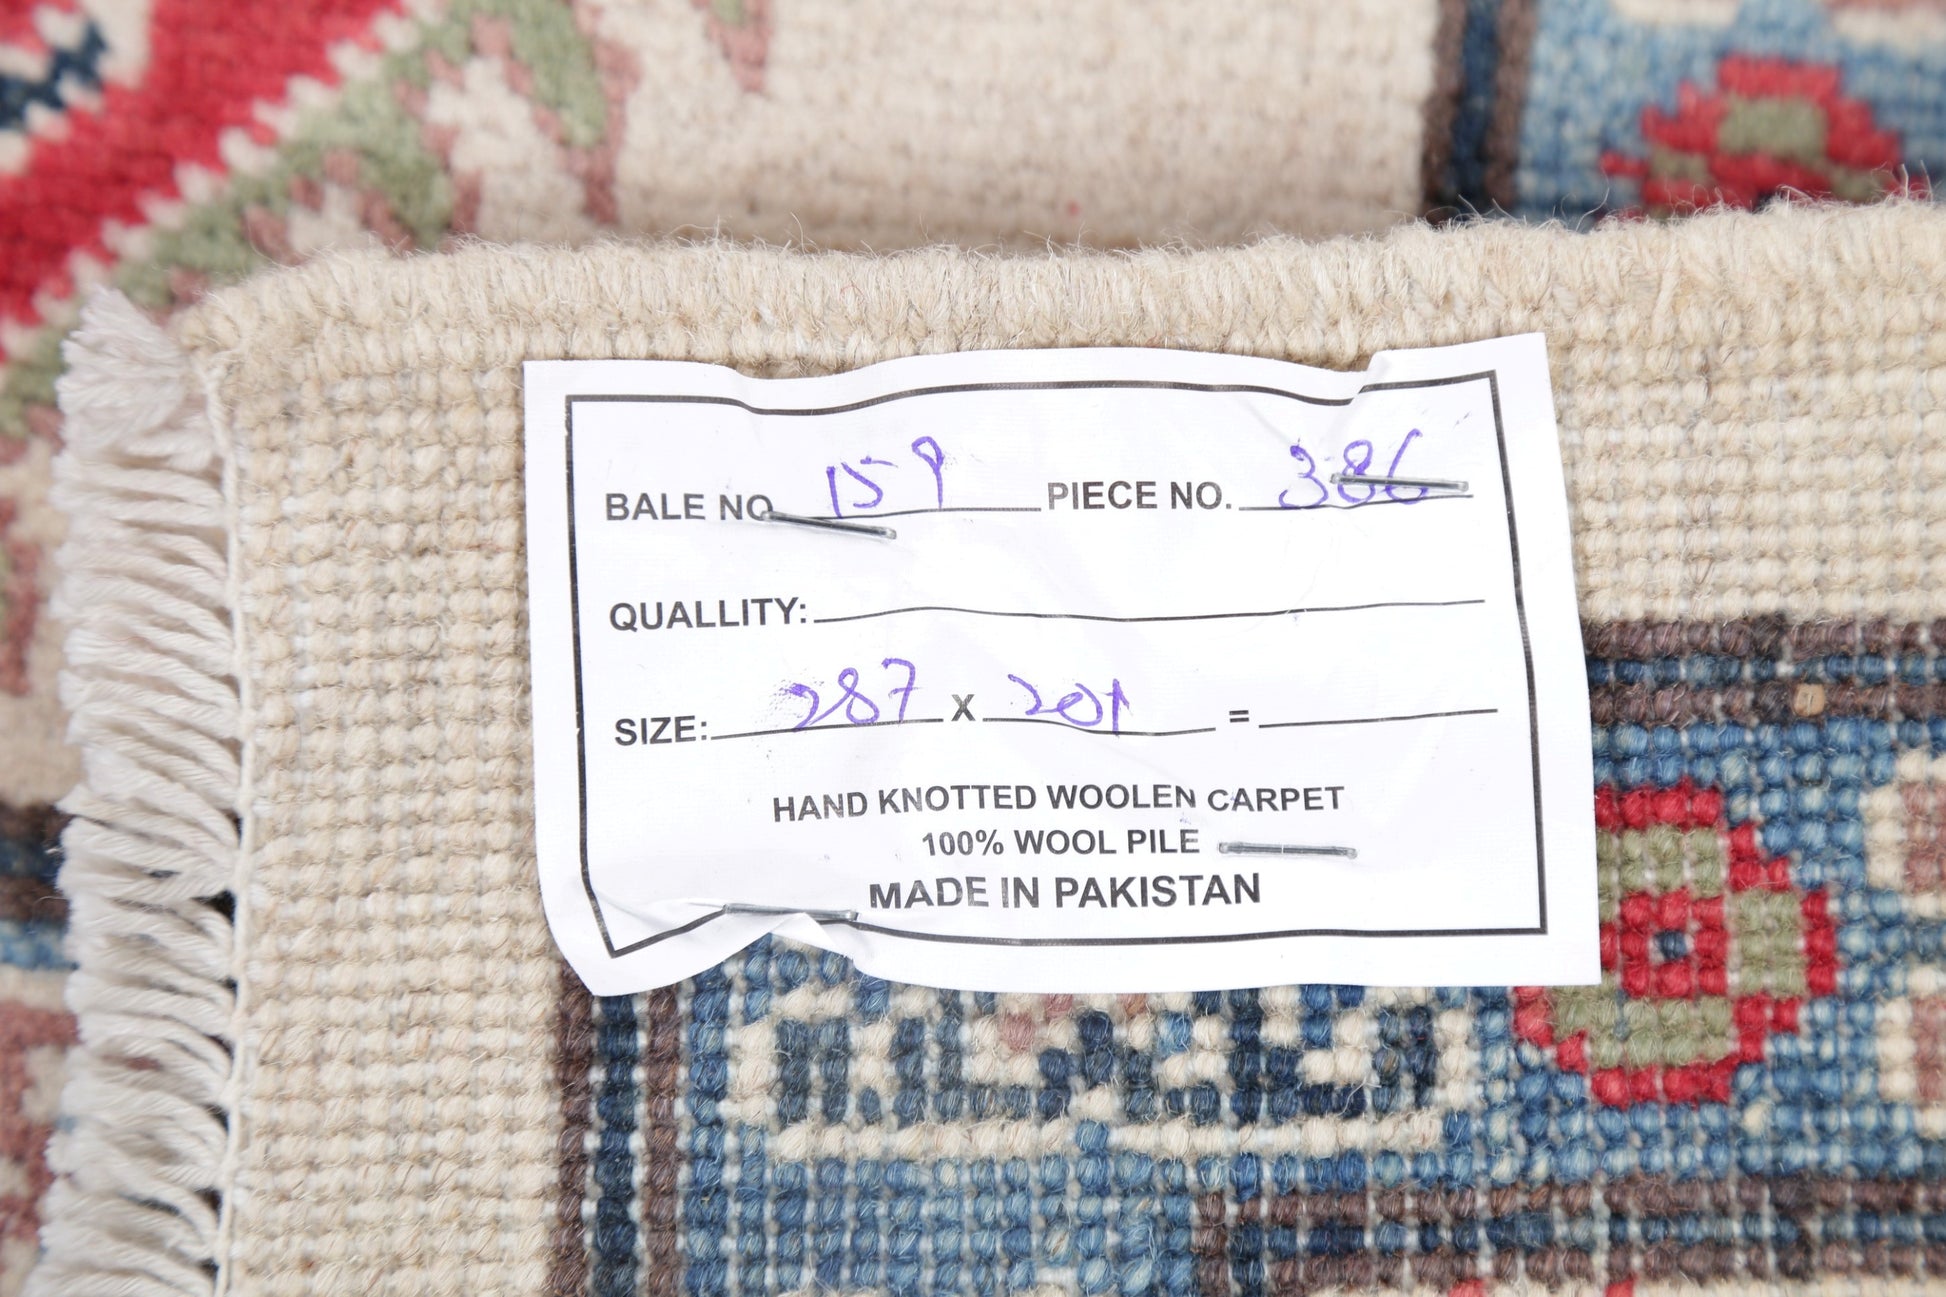 BALE NO. 159 PIECE NO. 386
QUALLITY:
SIZE: 287 X 201 =
HAND KNOTTED WOOLEN CARPET
100% WOOL PILE
MADE IN PAKISTAN